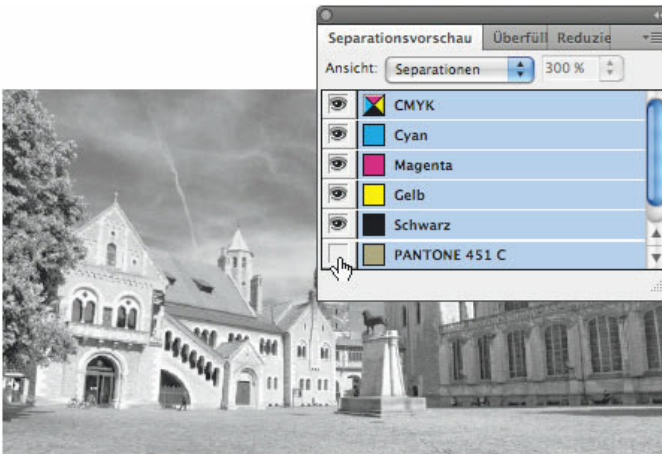 Separationsvorschau Überfüll Reduzie
Ansicht: Separationen 300 %
CMYK
Cyan
Magenta
Gelb
Schwarz
PANTONE 451 C